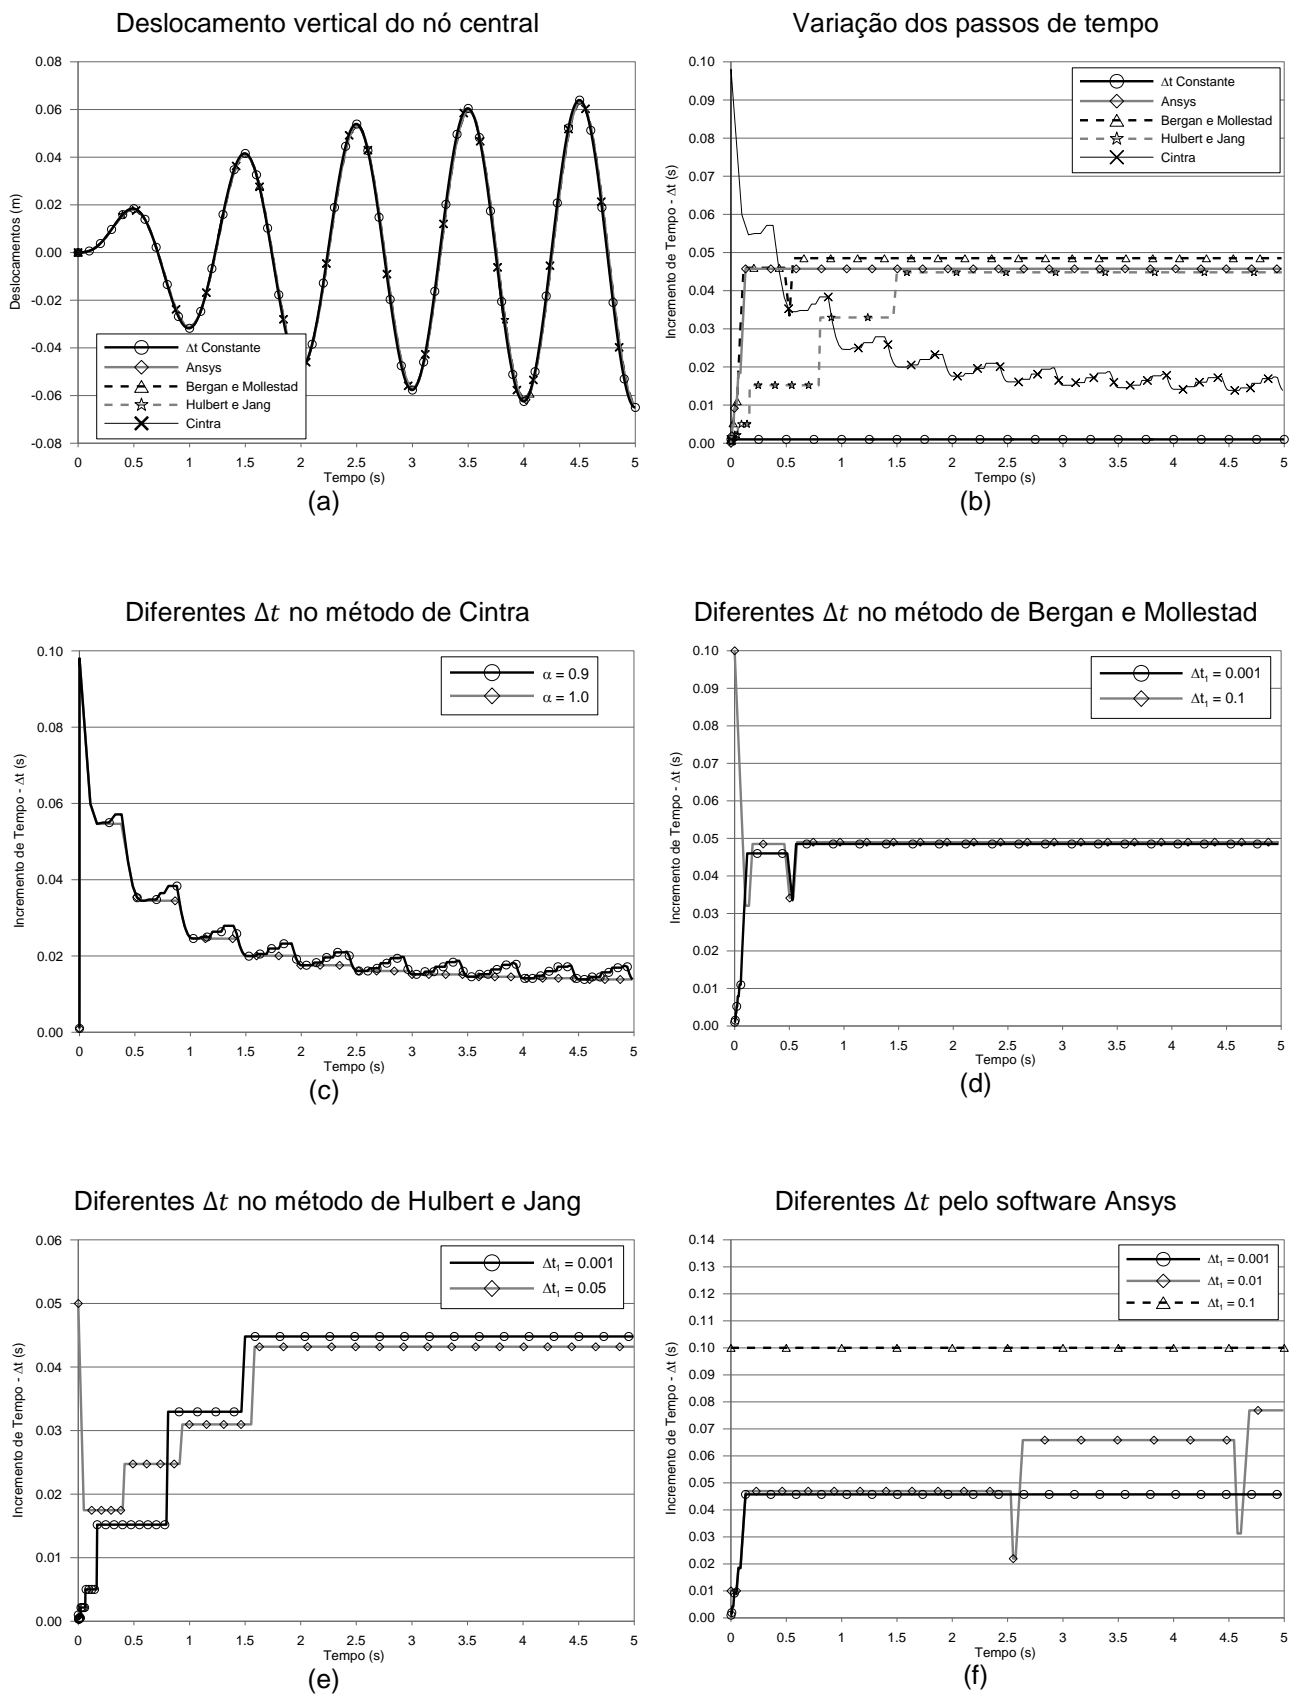 Deslocamento vertical do nó central
0.08
0.06
0.04
0.02
0.00
-0.02
-0.04
-0.06
-0.08
Deslocamentos (m)
Δt Constante
Ansys
Bergan e Mollestad
Hulbert e Jang
Cintra
0 0.5 1 1.5 2 2.5 3 3.5 4 4.5 5
Tempo (s)
(a)
Variação dos passos de tempo
0.10
0.09
0.08
0.07
0.06
0.05
0.04
0.03
0.02
0.01
0.00
Incremento de Tempo - Δt (s)
Δt Constante
Ansys
Bergan e Mollestad
Hulbert e Jang
Cintra
0 0.5 1 1.5 2 2.5 3 3.5 4 4.5 5
Tempo (s)
(b)
Diferentes Δt no método de Cintra
0.10
0.08
0.06
0.04
0.02
0.00
Incremento de Tempo - Δt (s)
α = 0.9
α = 1.0
0 0.5 1 1.5 2 2.5 3 3.5 4 4.5 5
Tempo (s)
(c)
Diferentes Δt no método de Bergan e Mollestad
0.10
0.09
0.08
0.07
0.06
0.05
0.04
0.03
0.02
0.01
0.00
Incremento de Tempo - Δt (s)
Δt₁ = 0.001
Δt₁ = 0.1
0 0.5 1 1.5 2 2.5 3 3.5 4 4.5 5
Tempo (s)
(d)
Diferentes Δt no método de Hulbert e Jang
0.06
0.05
0.04
0.03
0.02
0.01
0.00
Incremento de Tempo - Δt (s)
Δt₁ = 0.001
Δt₁ = 0.05
0 0.5 1 1.5 2 2.5 3 3.5 4 4.5 5
Tempo (s)
(e)
Diferentes Δt pelo software Ansys
0.14
0.13
0.12
0.11
0.10
0.09
0.08
0.07
0.06
0.05
0.04
0.03
0.02
0.01
0.00
Incremento de Tempo - Δt (s)
Δt₁ = 0.001
Δt₁ = 0.01
Δt₁ = 0.1
0 0.5 1 1.5 2 2.5 3 3.5 4 4.5 5
Tempo (s)
(f)